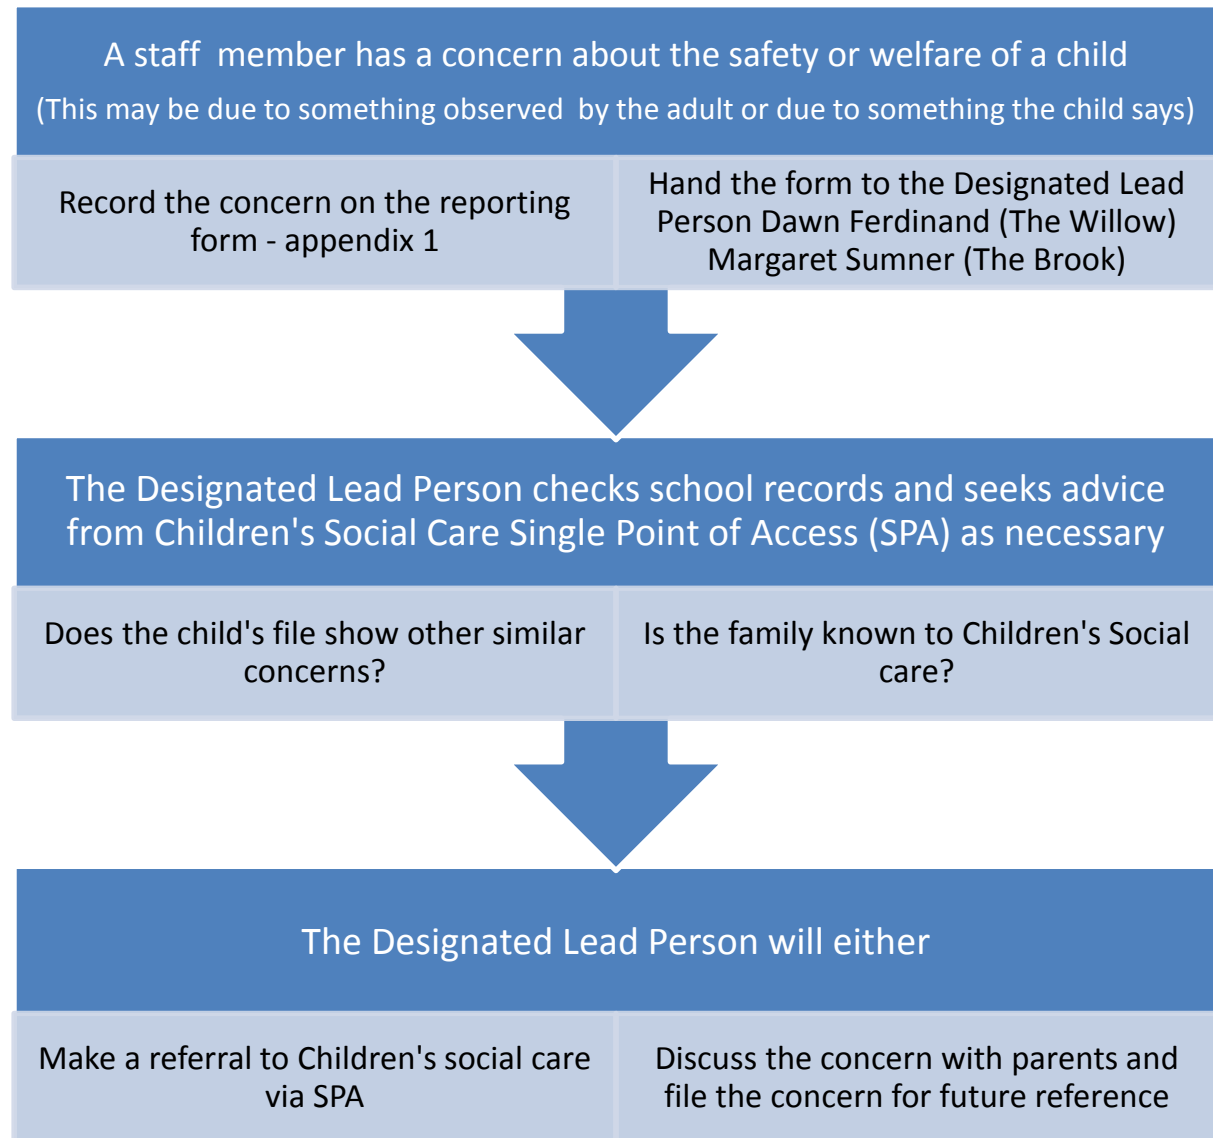 A staff  member has a concern about the safety or welfare of a child
(This may be due to something observed  by the adult or due to something the child says)
Record the concern on the reporting
form - appendix 1
Hand the form to the Designated Lead
Person Dawn Ferdinand (The Willow)
Margaret Sumner (The Brook)
The Designated Lead Person checks school records and seeks advice
from Children's Social Care Single Point of Access (SPA) as necessary
Does the child's file show other similar
concerns?
Is the family known to Children's Social
care?
The Designated Lead Person will either
Make a referral to Children's social care
via SPA
Discuss the concern with parents and
file the concern for future reference